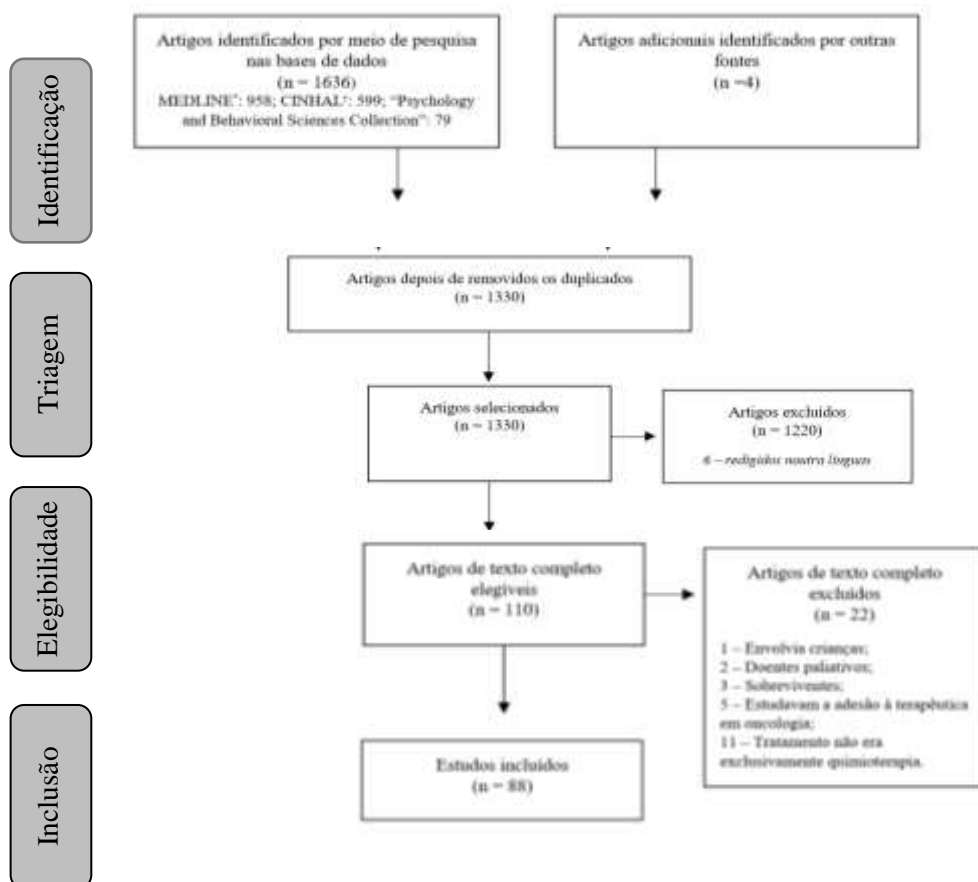 Identificação
Artigos identificados por meio de pesquisa
nas bases de dados
(n = 1636)
MEDLINE*: 958; CINHAL*: 599; “Psychology
and Behavioral Sciences Collection”: 79
Artigos adicionais identificados por outras
fontes
(n =4)
Triagem
Artigos depois de removidos os duplicados
(n = 1330)
Artigos selecionados
(n = 1330)
Artigos excluídos
(n = 1220)
6 – redigidos noutra línguas
Elegibilidade
Artigos de texto completo
elegíveis
(n = 110)
Artigos de texto completo
excluídos
(n = 22)
1 – Envolvia crianças;
2 – Doentes paliativos;
3 – Sobreviventes;
5 – Estudavam a adesão à terapêutica
em oncologia;
11 – Tratamento não era
exclusivamente quimioterapia.
Inclusão
Estudos incluídos
(n = 88)